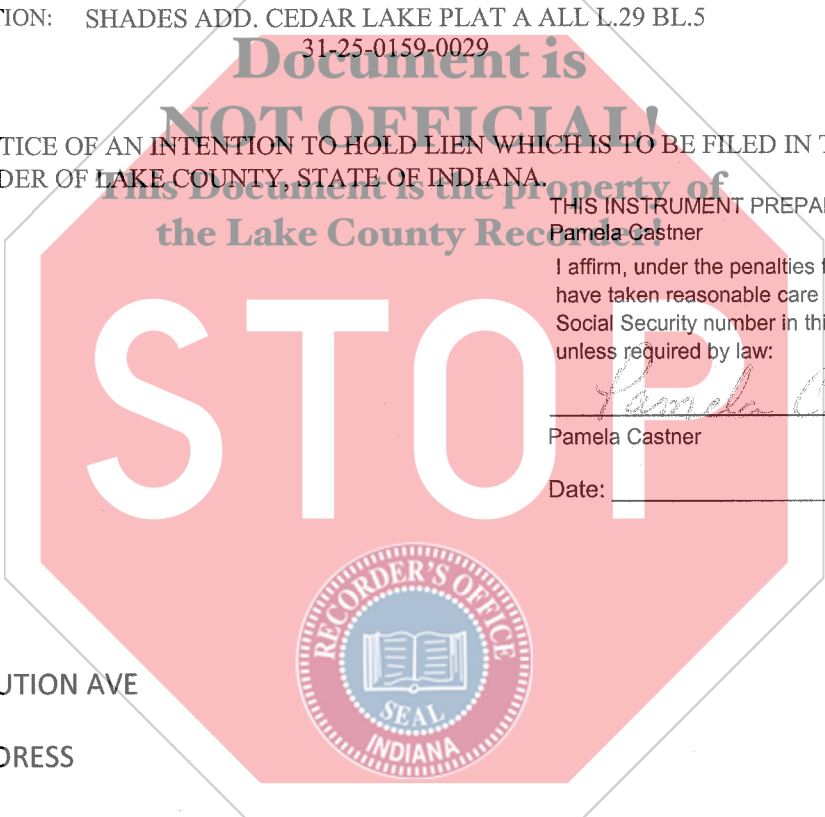 TION: SHADES ADD. CEDAR LAKE PLAT A ALL L.29 BL.5
31-25-0159-0029
Document is
NOT OFFICIAL!
TICE OF AN INTENTION TO HOLD LIEN WHICH IS TO BE FILED IN T
DER OF LAKE COUNTY, STATE OF INDIANA.
This Document is the property of
the Lake County Recorder!
THIS INSTRUMENT PREPAR
Pamela Castner
I affirm, under the penalties
have taken reasonable care
Social Security number in thi
unless required by law:
Pamela C
Pamela Castner
Date:
STOP
RECORDER'S OFFICE
SEAL
INDIANA
UTION AVE
DRESS